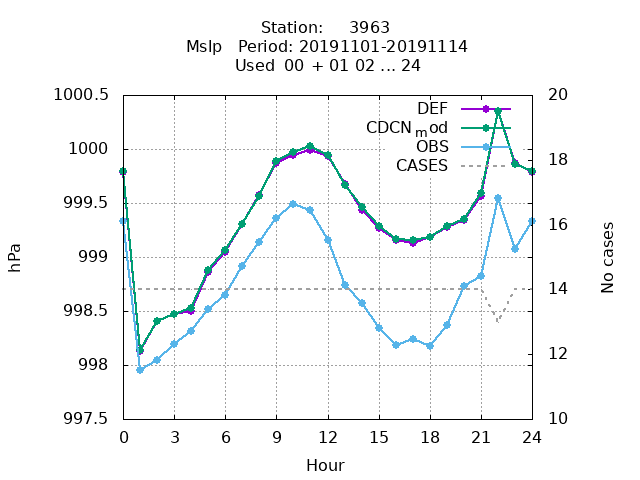 Station: 3963
Mslp Period: 20191101-20191114
Used 00 + 01 02 ... 24
1000.5
1000
999.5
999
998.5
998
997.5
hPa
20
18
16
14
12
10
No cases
DEF
CDCNmod
OBS
CASES
0 3 6 9 12 15 18 21 24
Hour